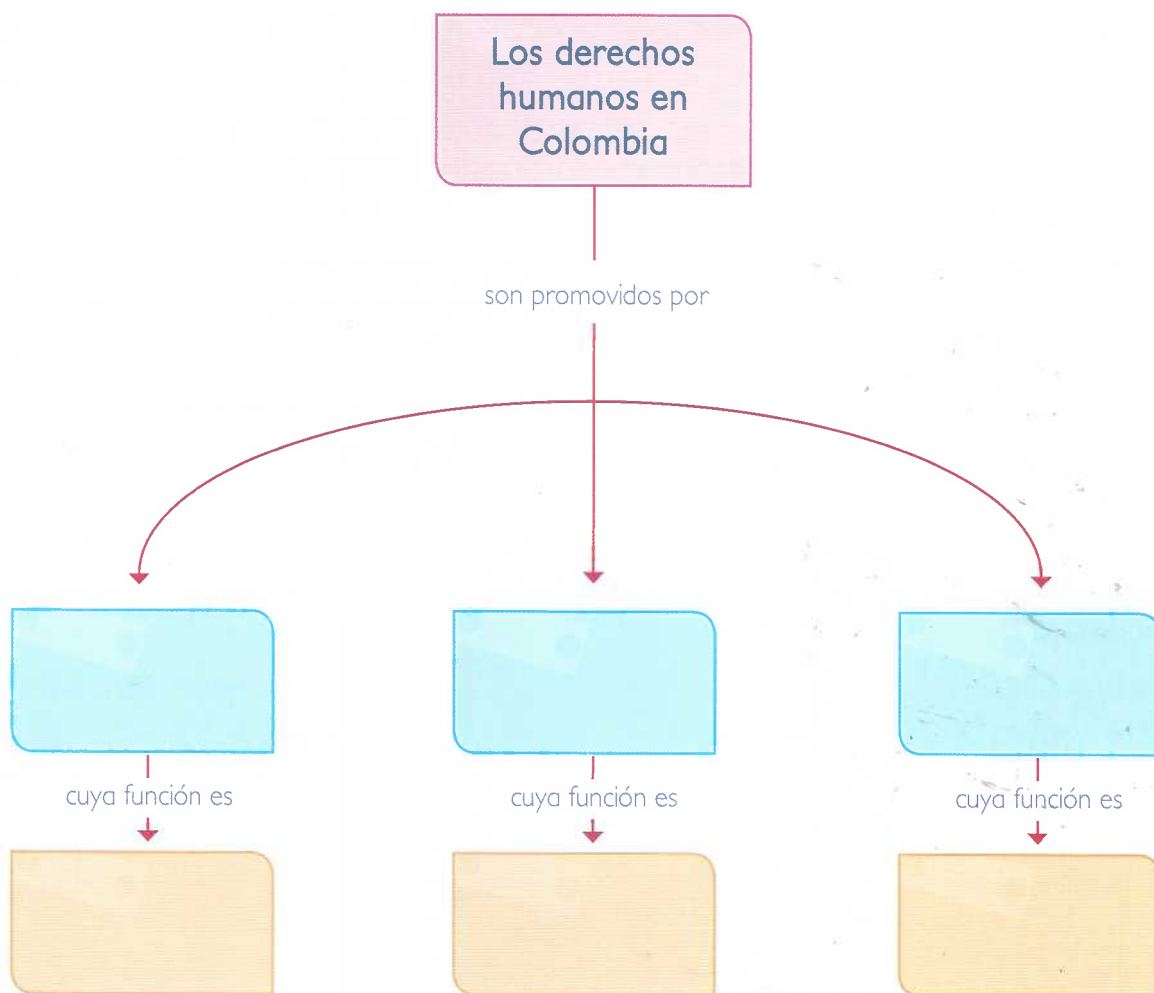 Los derechos
humanos en
Colombia
son promovidos por
cuya función es
cuya función es
cuya función es